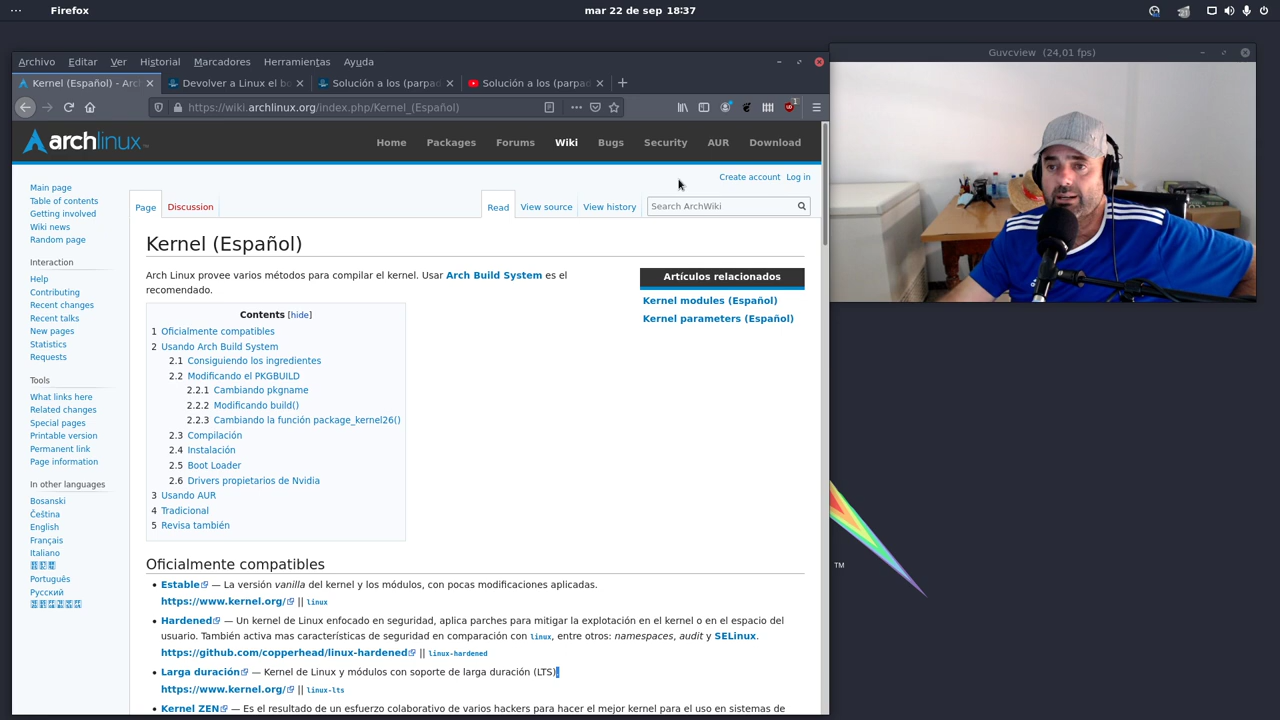 Firefox
mar 22 de sep 18:37
Guvcview (24,01 fps)
Archivo Editar Ver Historial Marcadores Herramientas Ayuda
Kernel (Español) - Arc
Devolver a Linux el bo
Solución a los (parpad
Solución a los (parpad
https://wiki.archlinux.org/index.php/Kernel_(Español)
1
archlinux
Home Packages Forums Wiki Bugs Security AUR Download
Create account Log in
Page Discussion
Read View source View history
Search ArchWiki
Main page
Table of contents
Getting involved
Wiki news
Random page
Interaction
Help
Contributing
Recent changes
Recent talks
New pages
Statistics
Requests
Tools
What links here
Related changes
Special pages
Printable version
Permanent link
Page information
In other languages
Bosanski
Čeština
English
Français
Italiano
Português
Русский
Kernel (Español)
Arch Linux provee varios métodos para compilar el kernel. Usar Arch Build System es el
recomendado.
Artículos relacionados
Kernel modules (Español)
Kernel parameters (Español)
Contents [hide]
1 Oficialmente compatibles
2 Usando Arch Build System
2.1 Consiguiendo los ingredientes
2.2 Modificando el PKGBUILD
2.2.1 Cambiando pkgname
2.2.2 Modificando build()
2.2.3 Cambiando la función package_kernel26()
2.3 Compilación
2.4 Instalación
2.5 Boot Loader
2.6 Drivers propietarios de Nvidia
3 Usando AUR
4 Tradicional
5 Revisa también
Oficialmente compatibles
• Estable — La versión vanilla del kernel y los módulos, con pocas modificaciones aplicadas.
https://www.kernel.org/ || linux
• Hardened — Un kernel de Linux enfocado en seguridad, aplica parches para mitigar la explotación en el kernel o en el espacio del
usuario. También activa mas características de seguridad en comparación con linux, entre otros: namespaces, audit y SELinux.
https://github.com/copperhead/linux-hardened || linux-hardened
• Larga duración — Kernel de Linux y módulos con soporte de larga duración (LTS)
https://www.kernel.org/ || linux-lts
• Kernel ZEN — Es el resultado de un esfuerzo colaborativo de varios hackers para hacer el mejor kernel para el uso en sistemas de
TM